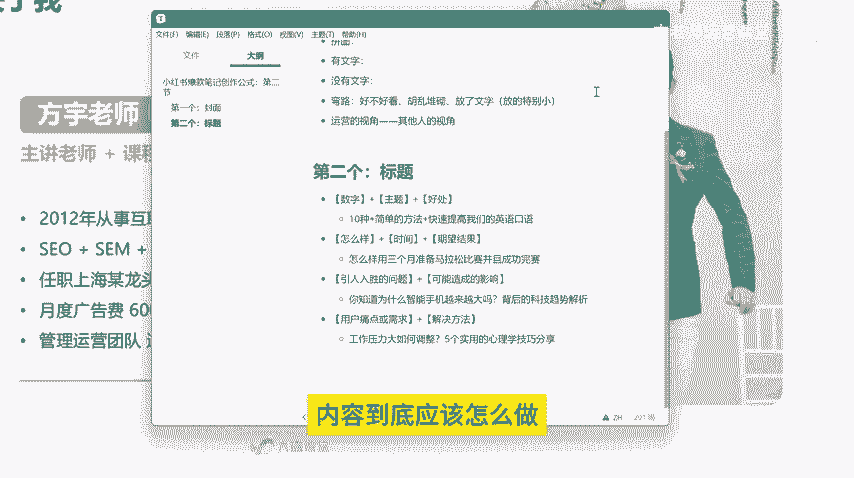 方宇老师
主讲老师 + 课程
2012年从事互联
SEO + SEM +
任职上海某龙头
月度广告费 600
管理运营团队
文件(F) 编辑(E) 段落(P) 格式(O) 视图(V) 主题(T) 帮助(H)
文件 大纲
小红书爆款笔记创作公式：第二
节
第一个：封面
第二个：标题
有文字：
没有文字：
弯路：好不好看、胡乱堆砌、放了文字（放的特别小）
运营的视角——其他人的视角
第二个：标题
【数字】+【主题】+【好处】
10种+简单的方法+快速提高我们的英语口语
【怎么样】+【时间】+【期望结果】
怎么样用三个月准备马拉松比赛并且成功完赛
【引人入胜的问题】+【可能造成的影响】
你知道为什么智能手机越来越大吗？背后的科技趋势解析
【用户痛点或需求】+【解决方法】
工作压力大如何调整？5个实用的心理学技巧分享
内容到底应该怎么做